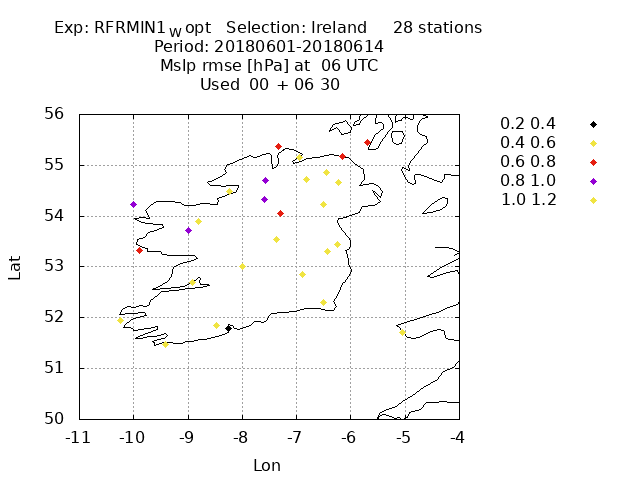 Exp: RFRMIN1Wopt   Selection: Ireland     28 stations
Period: 20180601-20180614
Mslp rmse [hPa] at  06 UTC
Used  00 + 06 30
56
55
54
53
52
51
50
-11 -10 -9 -8 -7 -6 -5 -4
Lat
Lon
0.2 0.4
0.4 0.6
0.6 0.8
0.8 1.0
1.0 1.2